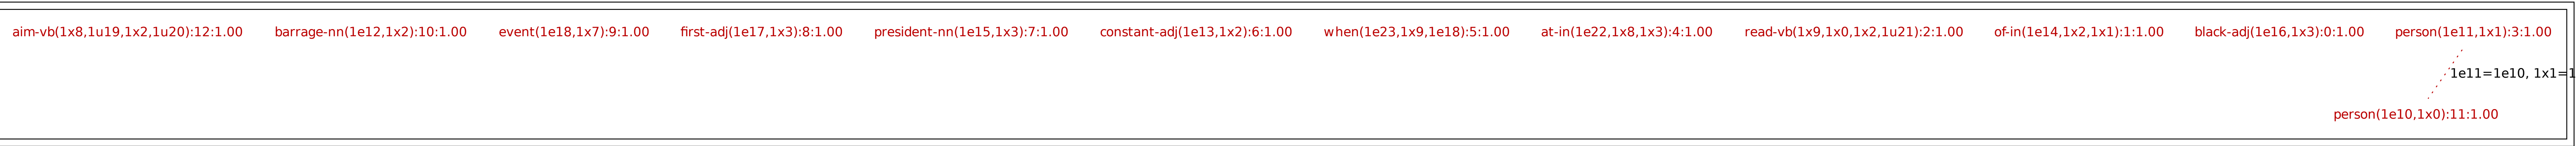 aim-vb(1x8,1u19,1x2,1u20):12:1.00 barrage-nn(1e12,1x2):10:1.00 event(1e18,1x7):9:1.00 first-adj(1e17,1x3):8:1.00 president-nn(1e15,1x3):7:1.00 constant-adj(1e13,1x2):6:1.00 when(1e23,1x9,1e18):5:1.00 at-in(1e22,1x8,1x3):4:1.00 read-vb(1x9,1x0,1x2,1u21):2:1.00 of-in(1e14,1x2,1x1):1:1.00 black-adj(1e16,1x3):0:1.00 person(1e11,1x1):3:1.00
1e11=1e10, 1x1=1
person(1e10,1x0):11:1.00